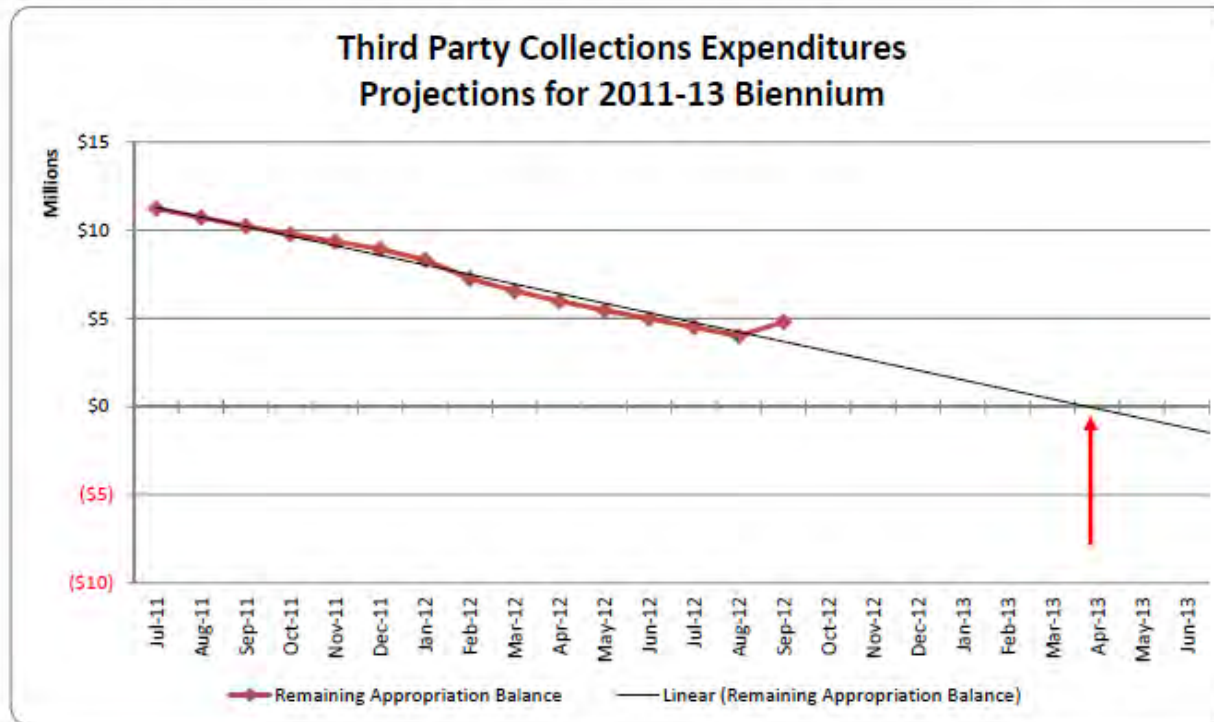 Third Party Collections Expenditures
Projections for 2011-13 Biennium
Millions
$15
$10
$5
$0
($5)
($10)
Jul-11
Aug-11
Sep-11
Oct-11
Nov-11
Dec-11
Jan-12
Feb-12
Mar-12
Apr-12
May-12
Jun-12
Jul-12
Aug-12
Sep-12
Oct-12
Nov-12
Dec-12
Jan-13
Feb-13
Mar-13
Apr-13
May-13
Jun-13
Remaining Appropriation Balance
Linear (Remaining Appropriation Balance)